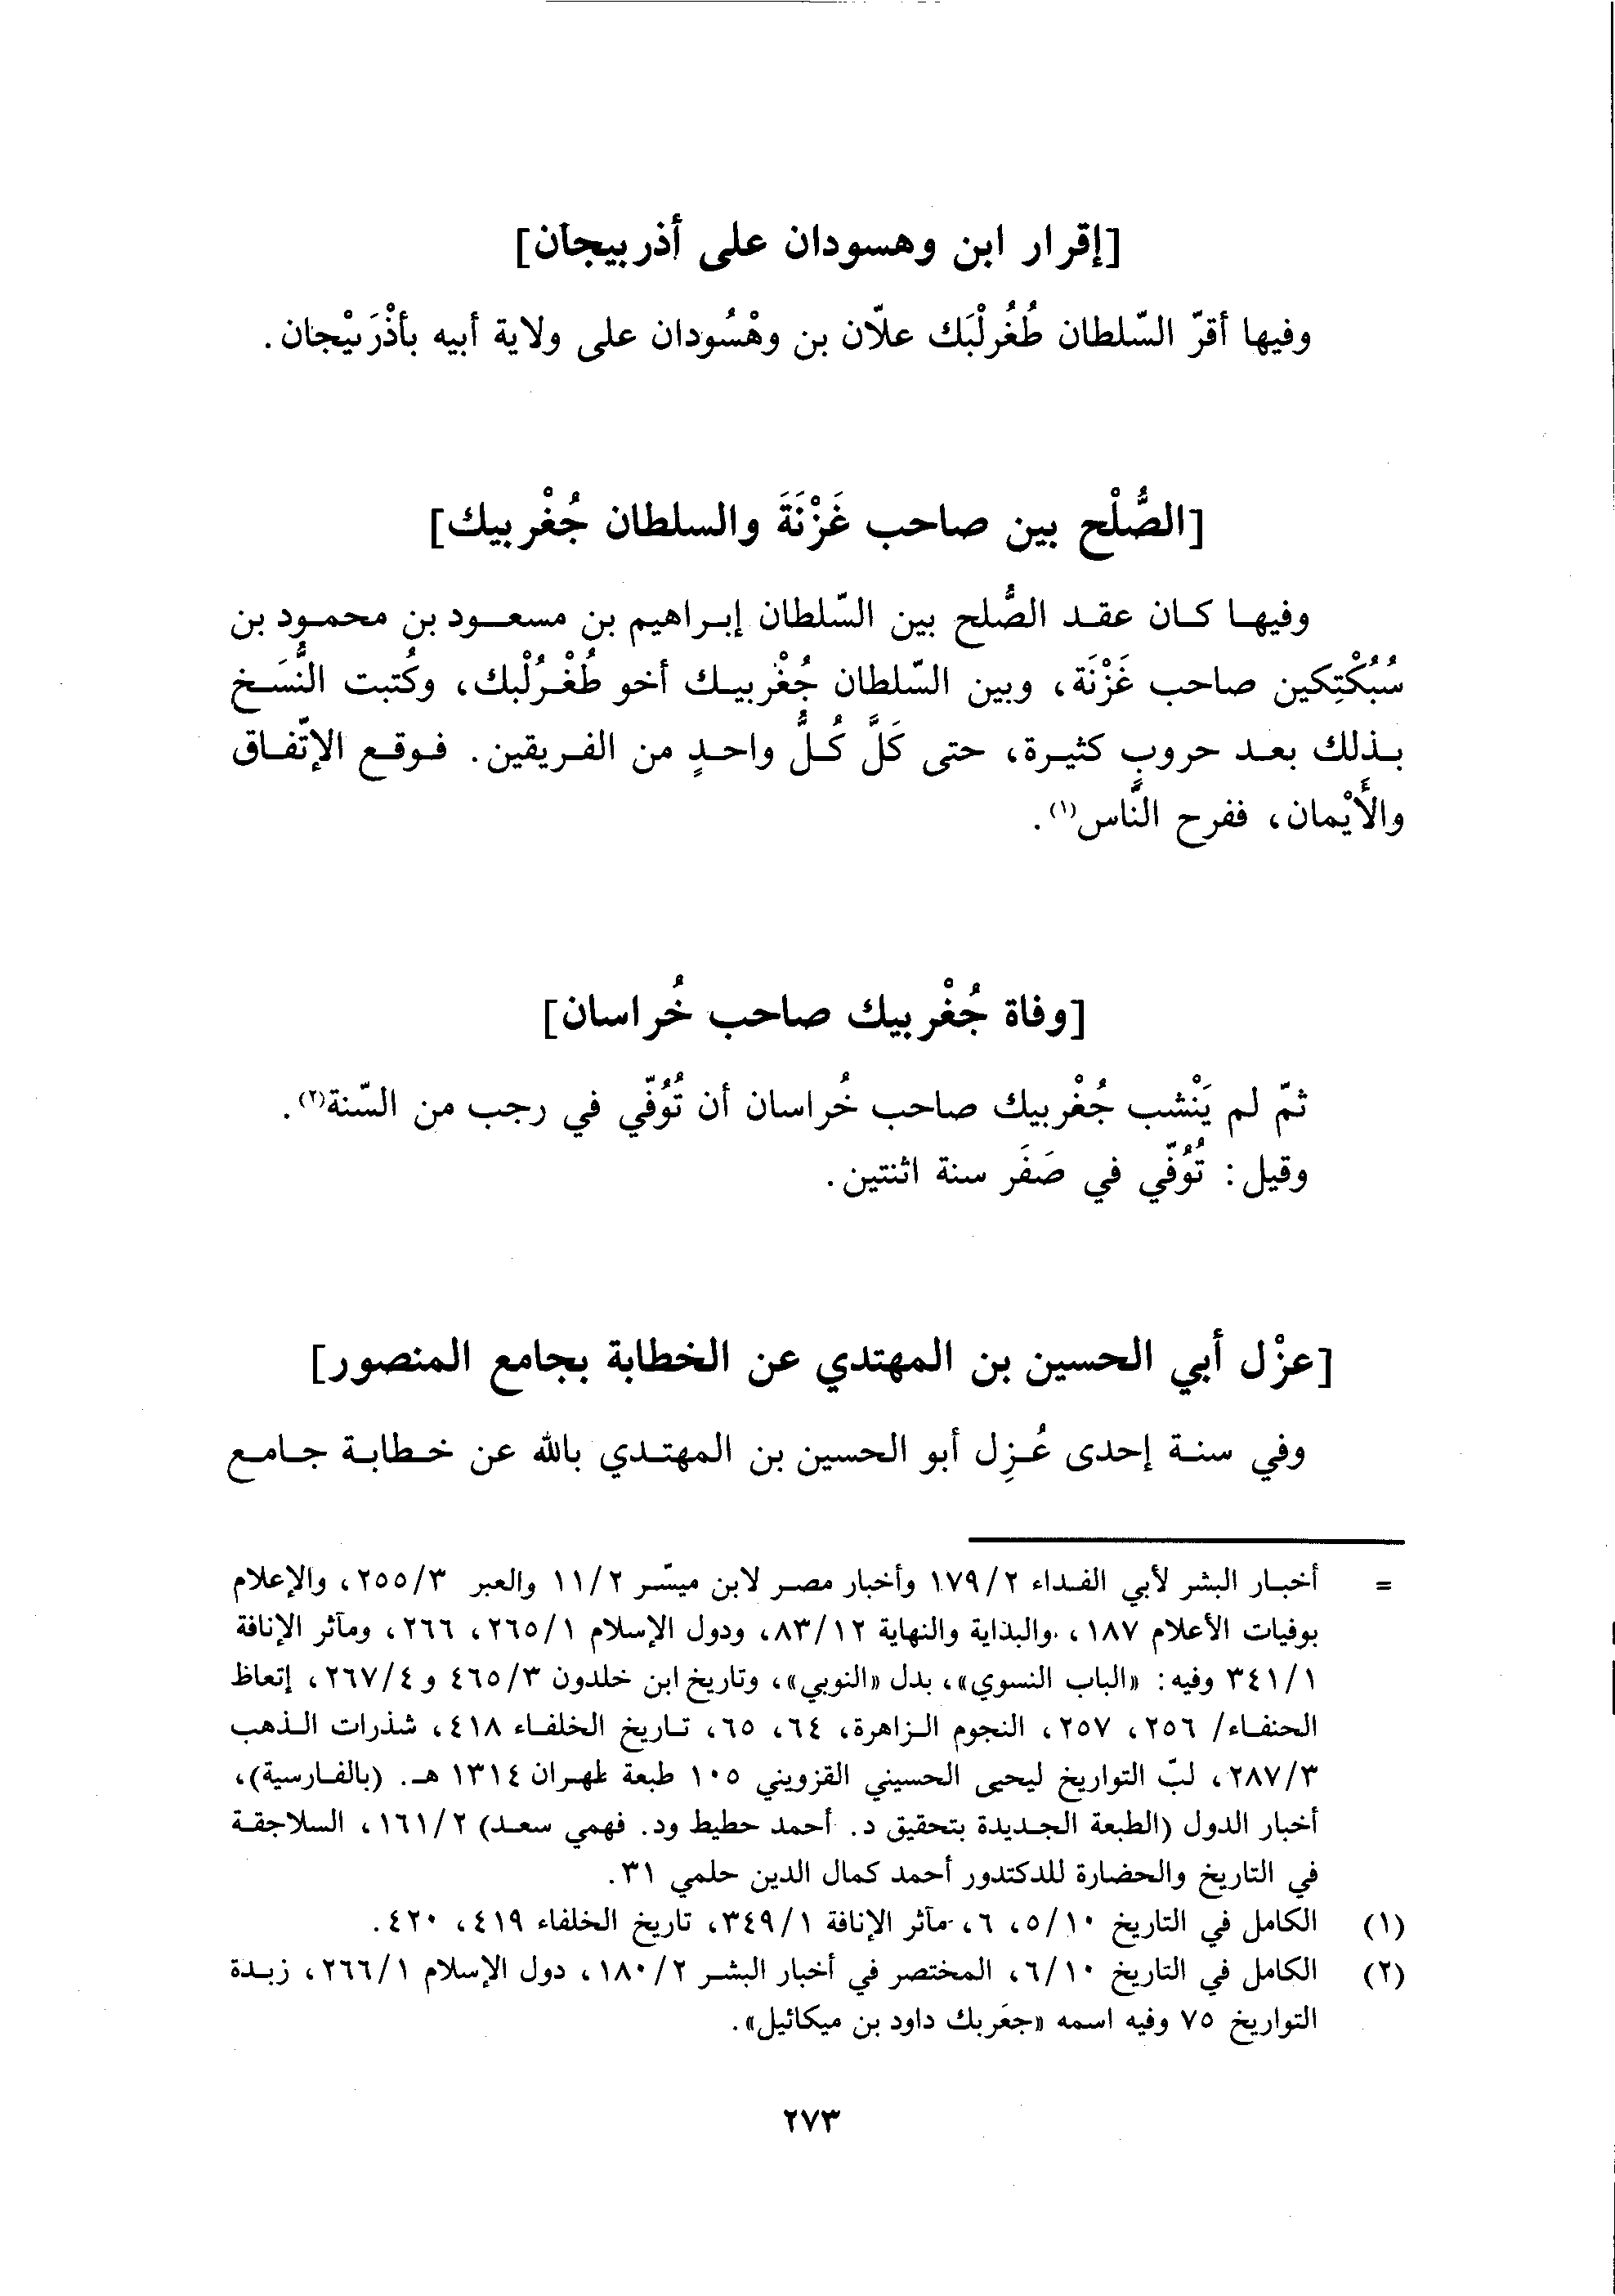 [إقرار ابن وهسودان على أذربيجان]
وفيها أقرّ السّلطان طُغُرلْبَك علّان بن وهْسُودان على ولاية أبيه بأذْرَبيْجان.
[الصُّلْح بين صاحب غَزْنَةَ والسلطان جُغْربيك]
وفيها كان عقد الصُّلح بين السّلطان إبراهيم بن مسعود بن محمود بن
سُبُكْتِكين صاحب غَزْنَة، وبين السّلطان جُغْربيك أخو طُغْرُلْبك، وكُتبت النُّسَخ
بذلك بعد حروبٍ كثيرة، حتى كَلَّ كُلُّ واحدٍ من الفريقين. فوقع الإتّفاق
والأَيْمان، ففرح النّاس(١).
[وفاة جُغْربيك صاحب خُراسان]
ثمّ لم يَنْشب جُغْربيك صاحب خُراسان أن تُوُفّي في رجب من السّنة(٢).
وقيل: تُوُفّي في صَفَر سنة اثنتين.
[عزْل أبي الحسين بن المهتدي عن الخطابة بجامع المنصور]
وفي سنة إحدى عُزِل أبو الحسين بن المهتدي بالله عن خطابة جامع
= أخبار البشر لأبي الفداء ١٧٩/٢ وأخبار مصر لابن ميسّر ١١/٢ والعبر ٢٥٥/٣، والإعلام
بوفيات الأعلام ١٨٧، والبداية والنهاية ٨٣/١٢، ودول الإسلام ٢٦٥/١، ٢٦٦، ومآثر الإنافة
٣٤١/١ وفيه: «الباب النسوي»، بدل «النوبي»، وتاريخ ابن خلدون ٤٦٥/٣ و ٢٦٧/٤، إتعاظ
الحنفاء/ ٢٥٦، ٢٥٧، النجوم الزاهرة، ٦٤، ٦٥، تاريخ الخلفاء ٤١٨، شذرات الذهب
٢٨٧/٣، لبّ التواريخ ليحيى الحسيني القزويني ١٠٥ طبعة طهران ١٣١٤ هـ. (بالفارسية)،
أخبار الدول (الطبعة الجديدة بتحقيق د. أحمد حطيط ود. فهمي سعد) ١٦١/٢، السلاجقة
في التاريخ والحضارة للدكتدور أحمد كمال الدين حلمي ٣١.
(١) الكامل في التاريخ ٥/١٠، ٦، مآثر الإنافة ٣٤٩/١، تاريخ الخلفاء ٤١٩، ٤٢٠.
(٢) الكامل في التاريخ ٦/١٠، المختصر في أخبار البشر ١٨٠/٢، دول الإسلام ٢٦٦/١، زبدة
التواريخ ٧٥ وفيه اسمه «جعَربك داود بن ميكائيل».
٢٧٣